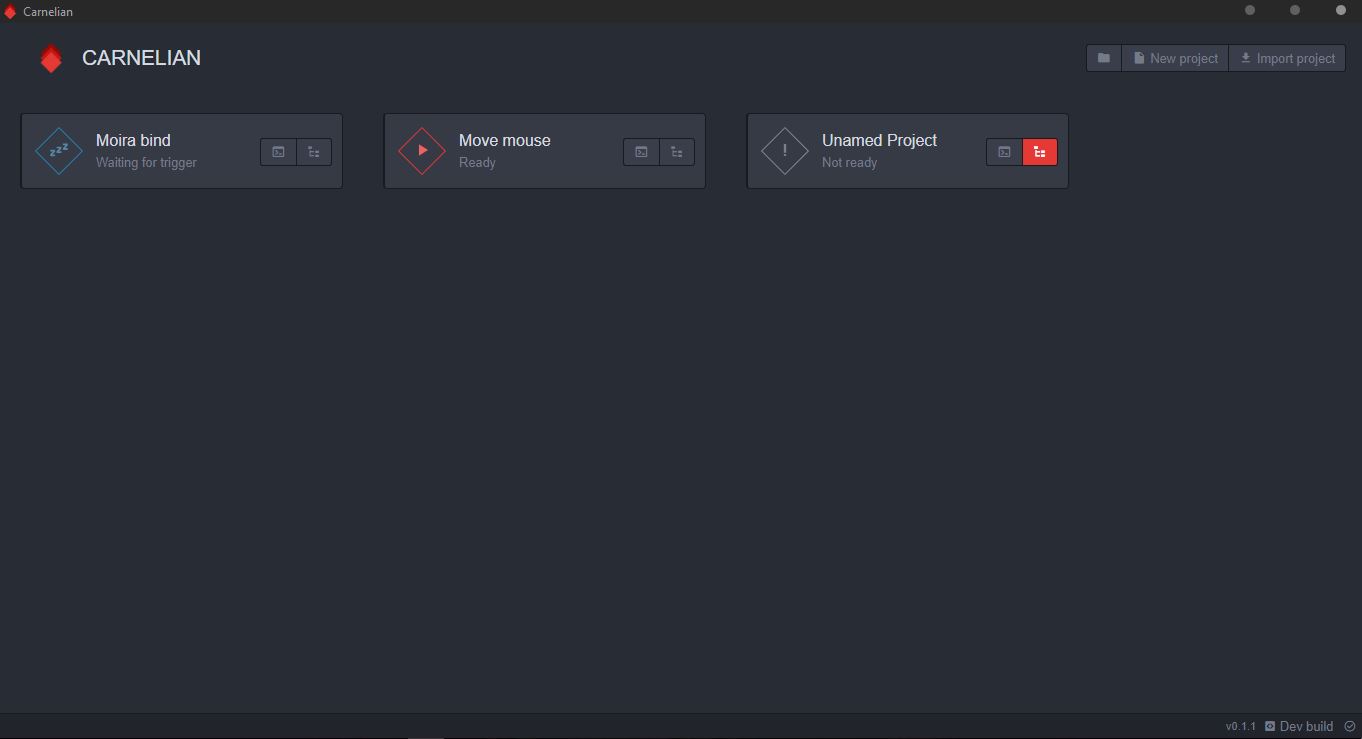 Carnelian
CARNELIAN
New project
Import project
Moira bind
Waiting for trigger
zzz
Move mouse
Ready
Unamed Project
Not ready
!
v0.1.1
Dev build